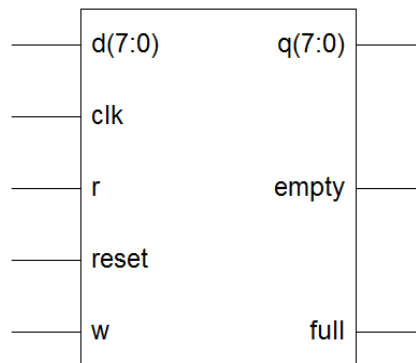 d(7:0) q(7:0)
clk
r empty
reset
w full